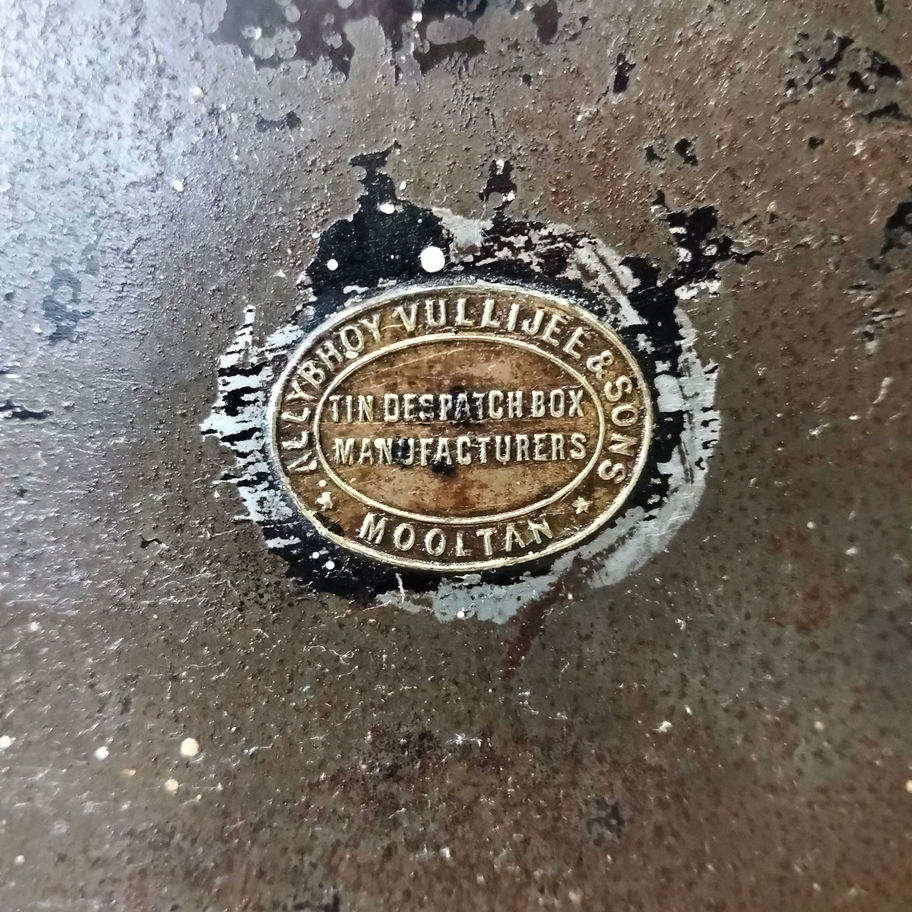 ALLYBHOY VULLIJEE & SONS
TIN DESPATCH BOX
MANUFACTURERS
MOOLTAN